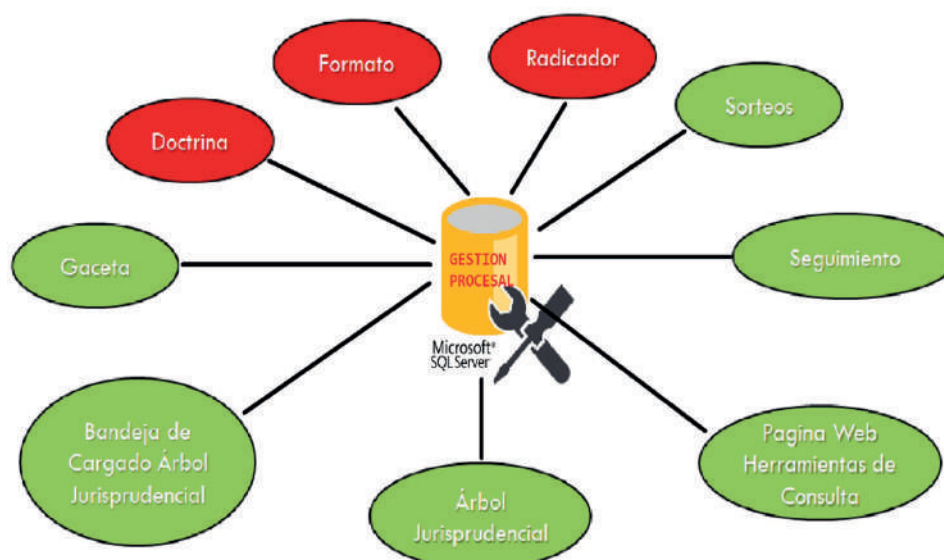 Formato
Radicador
Sorteos
Doctrina
Gaceta
GESTION
PROCESAL
Seguimiento
Microsoft®
SQL Server
Bandeja de
Cargado Árbol
Jurisprudencial
Árbol
Jurisprudencial
Pagina Web
Herramientas de
Consulta